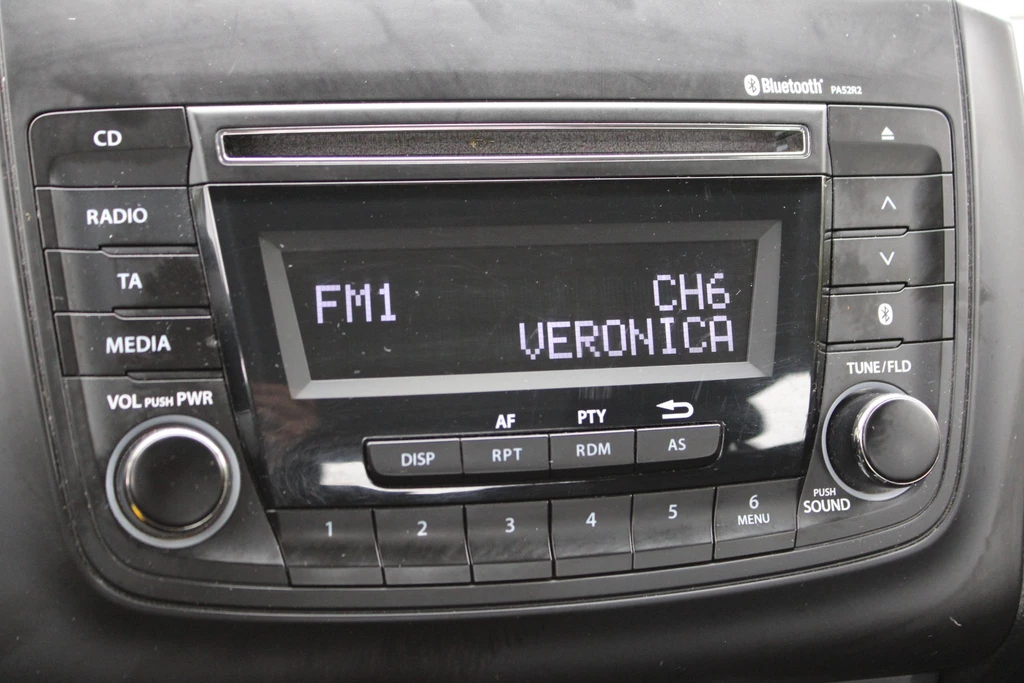 Bluetooth PA52R2
CD
RADIO
TA
MEDIA
VOL PUSH PWR
FM1
CH6
VERONICA
AF
PTY
DISP
RPT
RDM
AS
TUNE/FLD
PUSH
SOUND
1
2
3
4
5
6
MENU